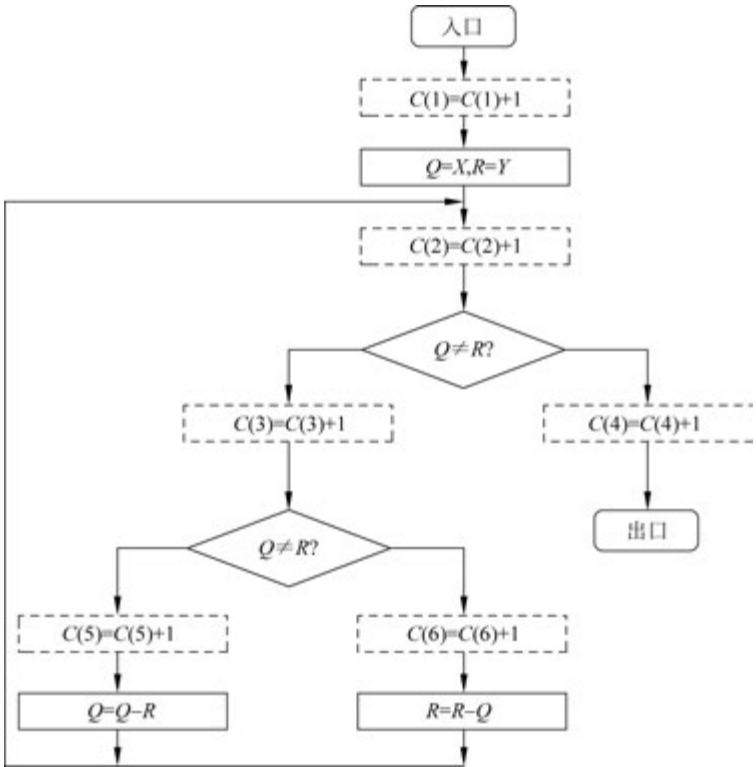 入口
C(1)=C(1)+1
Q=X,R=Y
C(2)=C(2)+1
Q≠R?
C(3)=C(3)+1
C(4)=C(4)+1
Q≠R?
出口
C(5)=C(5)+1
C(6)=C(6)+1
Q=Q–R
R=R–Q